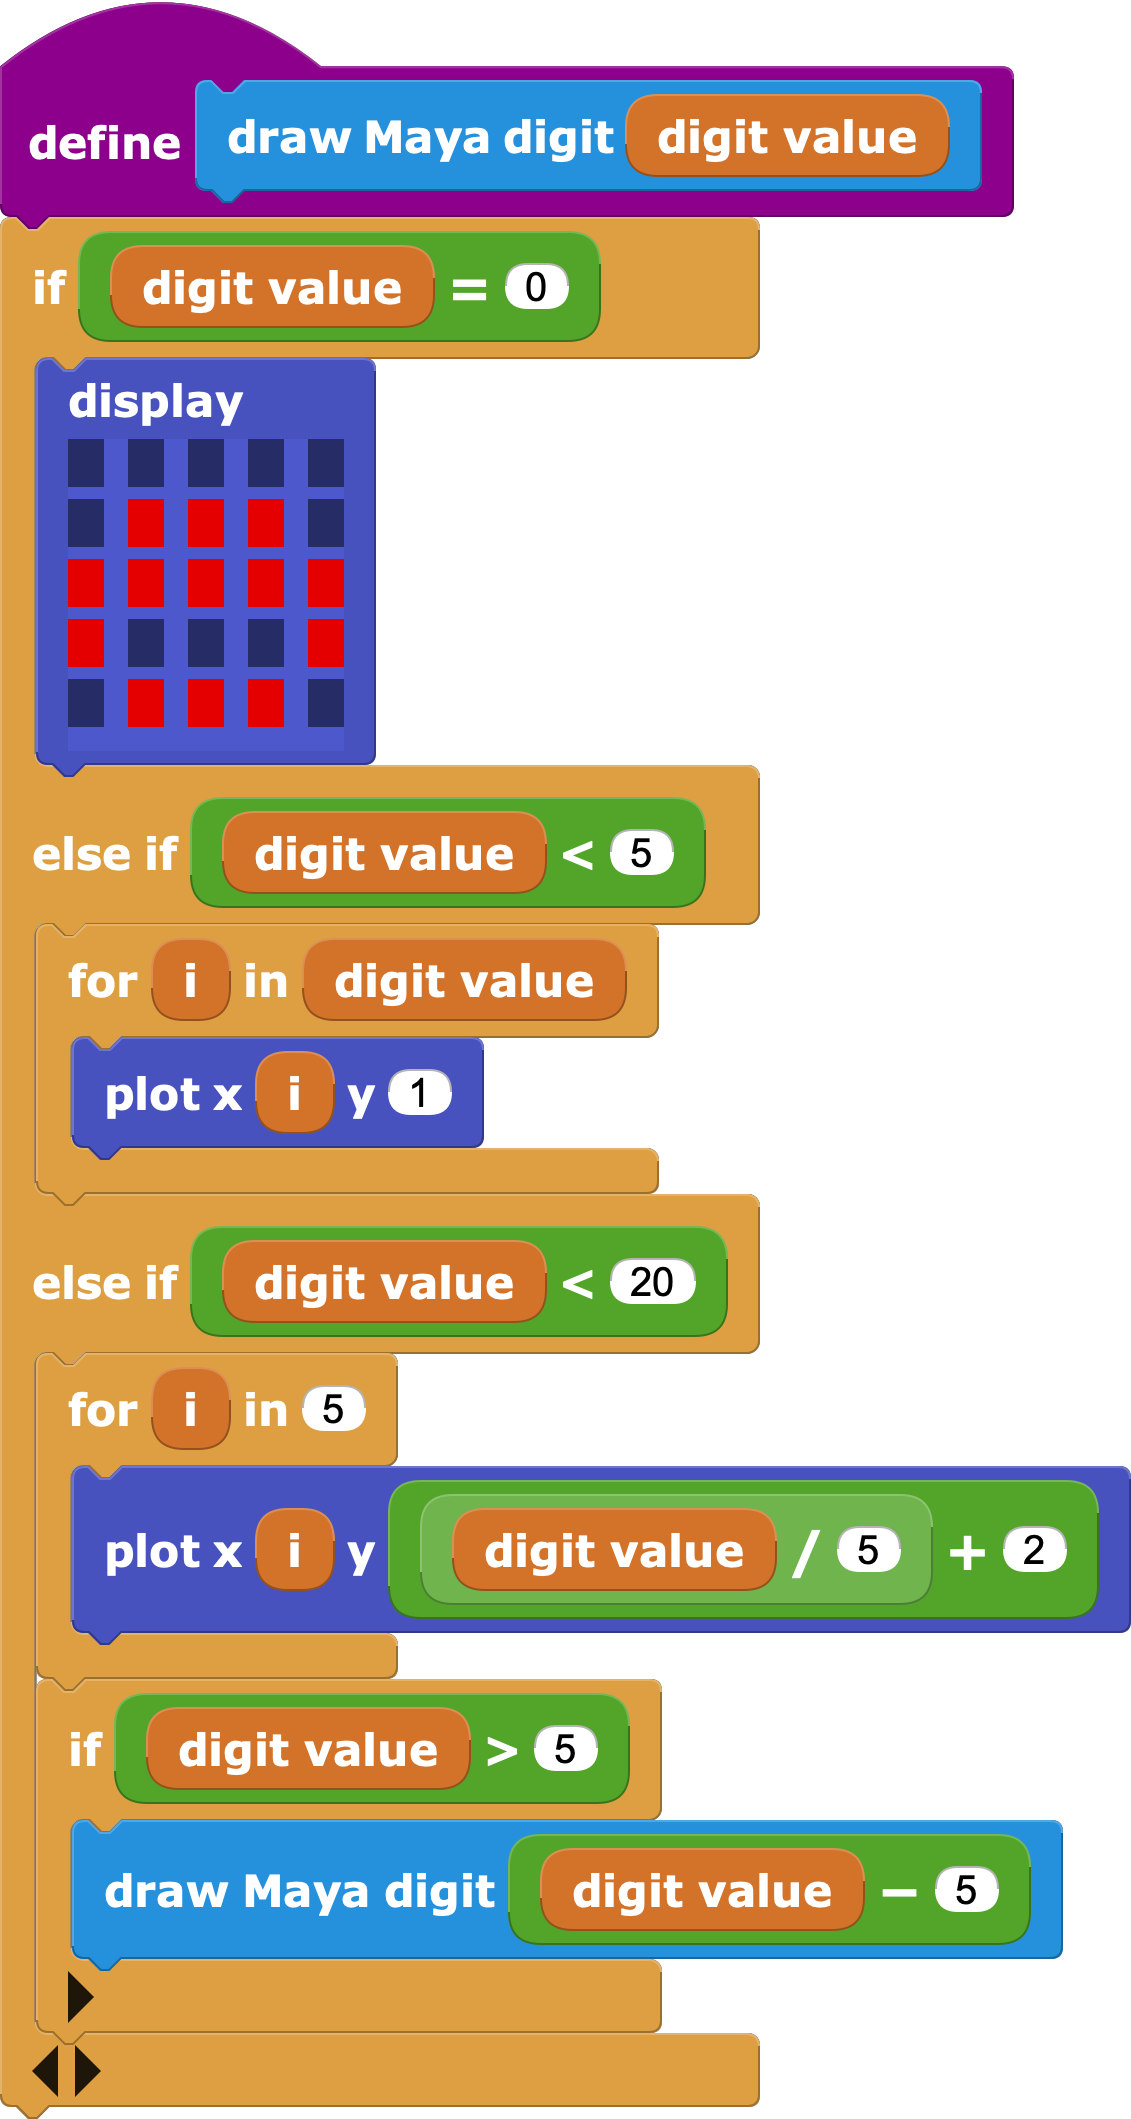 define draw Maya digit digit value
if digit value = 0
display
else if digit value < 5
for i in digit value
plot x i y 1
else if digit value < 20
for i in 5
plot x i y digit value / 5 + 2
if digit value > 5
draw Maya digit digit value − 5